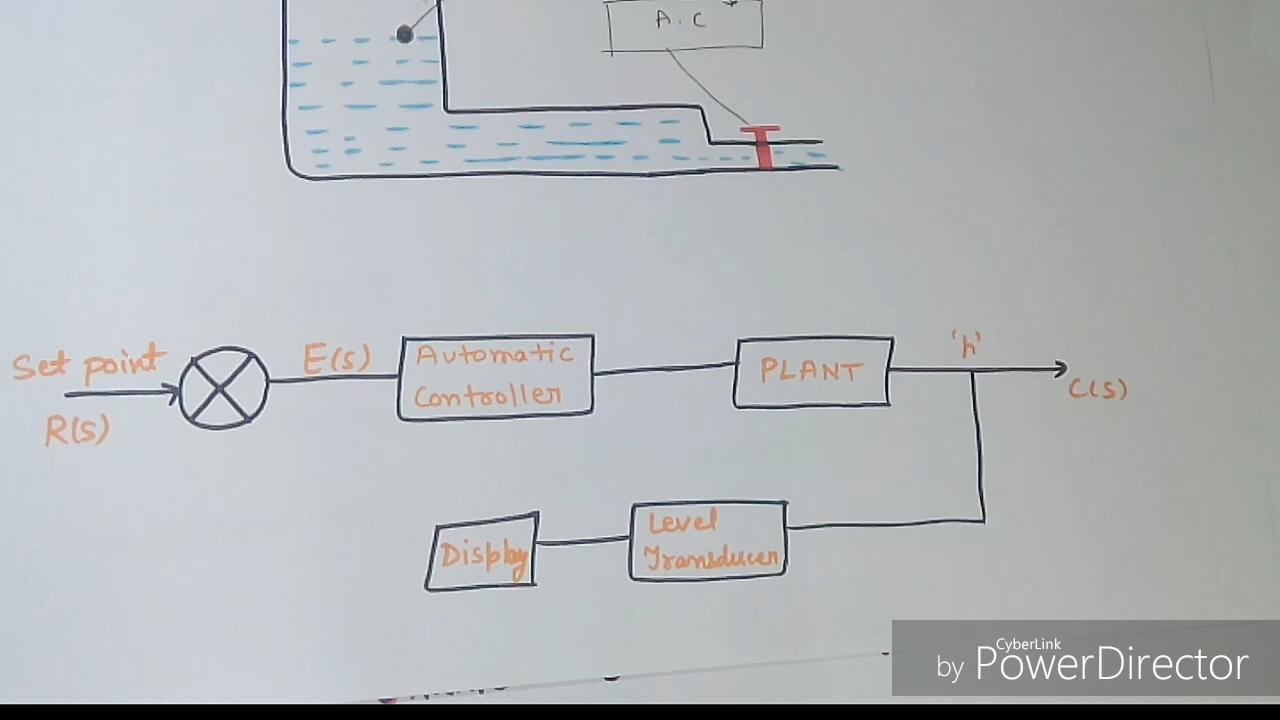 A.C
Set point
R(s)
E(s)
Automatic
Controller
PLANT
'h'
C(s)
Level
Transducer
Display
CyberLink
by PowerDirector